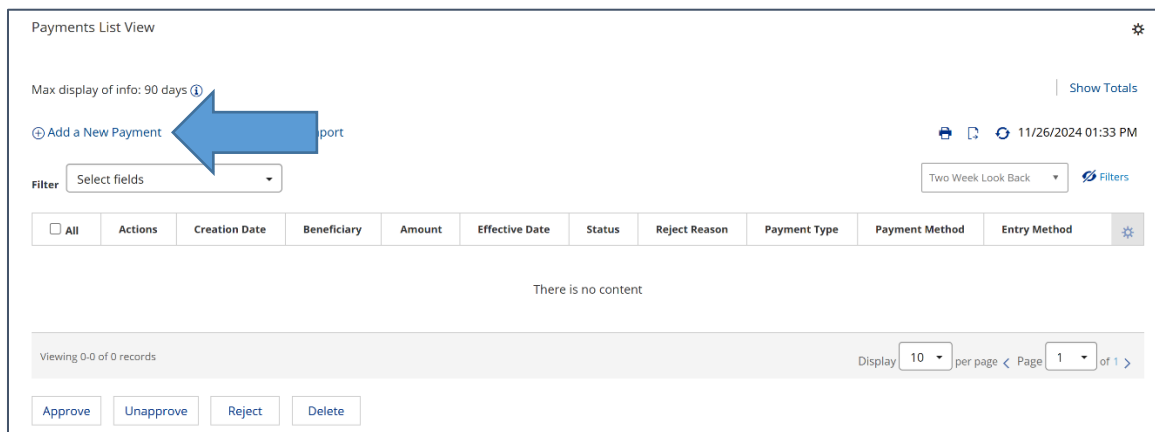 Payments List View
Max display of info: 90 days
Show Totals
Add a New Payment
11/26/2024 01:33 PM
Filter Select fields
Two Week Look Back Filters
All Actions Creation Date Beneficiary Amount Effective Date Status Reject Reason Payment Type Payment Method Entry Method
There is no content
Viewing 0-0 of 0 records
Display 10 per page Page 1 of 1
Approve Unapprove Reject Delete